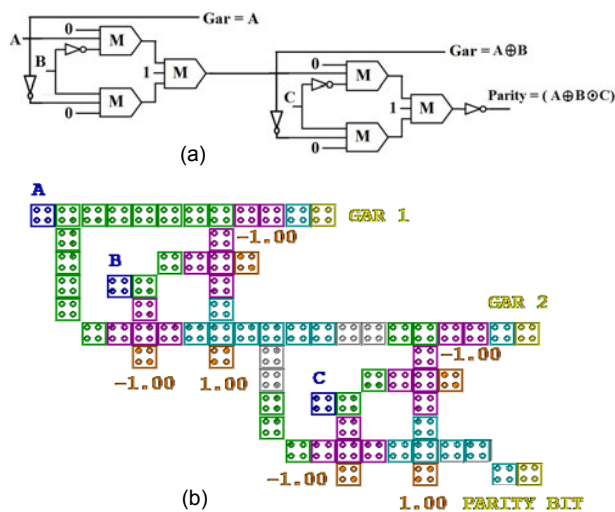 Gar = A
0
A
M
B
1
M
M
0
Gar = A⊕B
0
M
C
1
M
Parity = ( A⊕B⊙C)
M
0
(a)
A
GAR 1
-1.00
B
GAR 2
-1.00
-1.00 1.00
C
-1.00
1.00 PARITY BIT
(b)